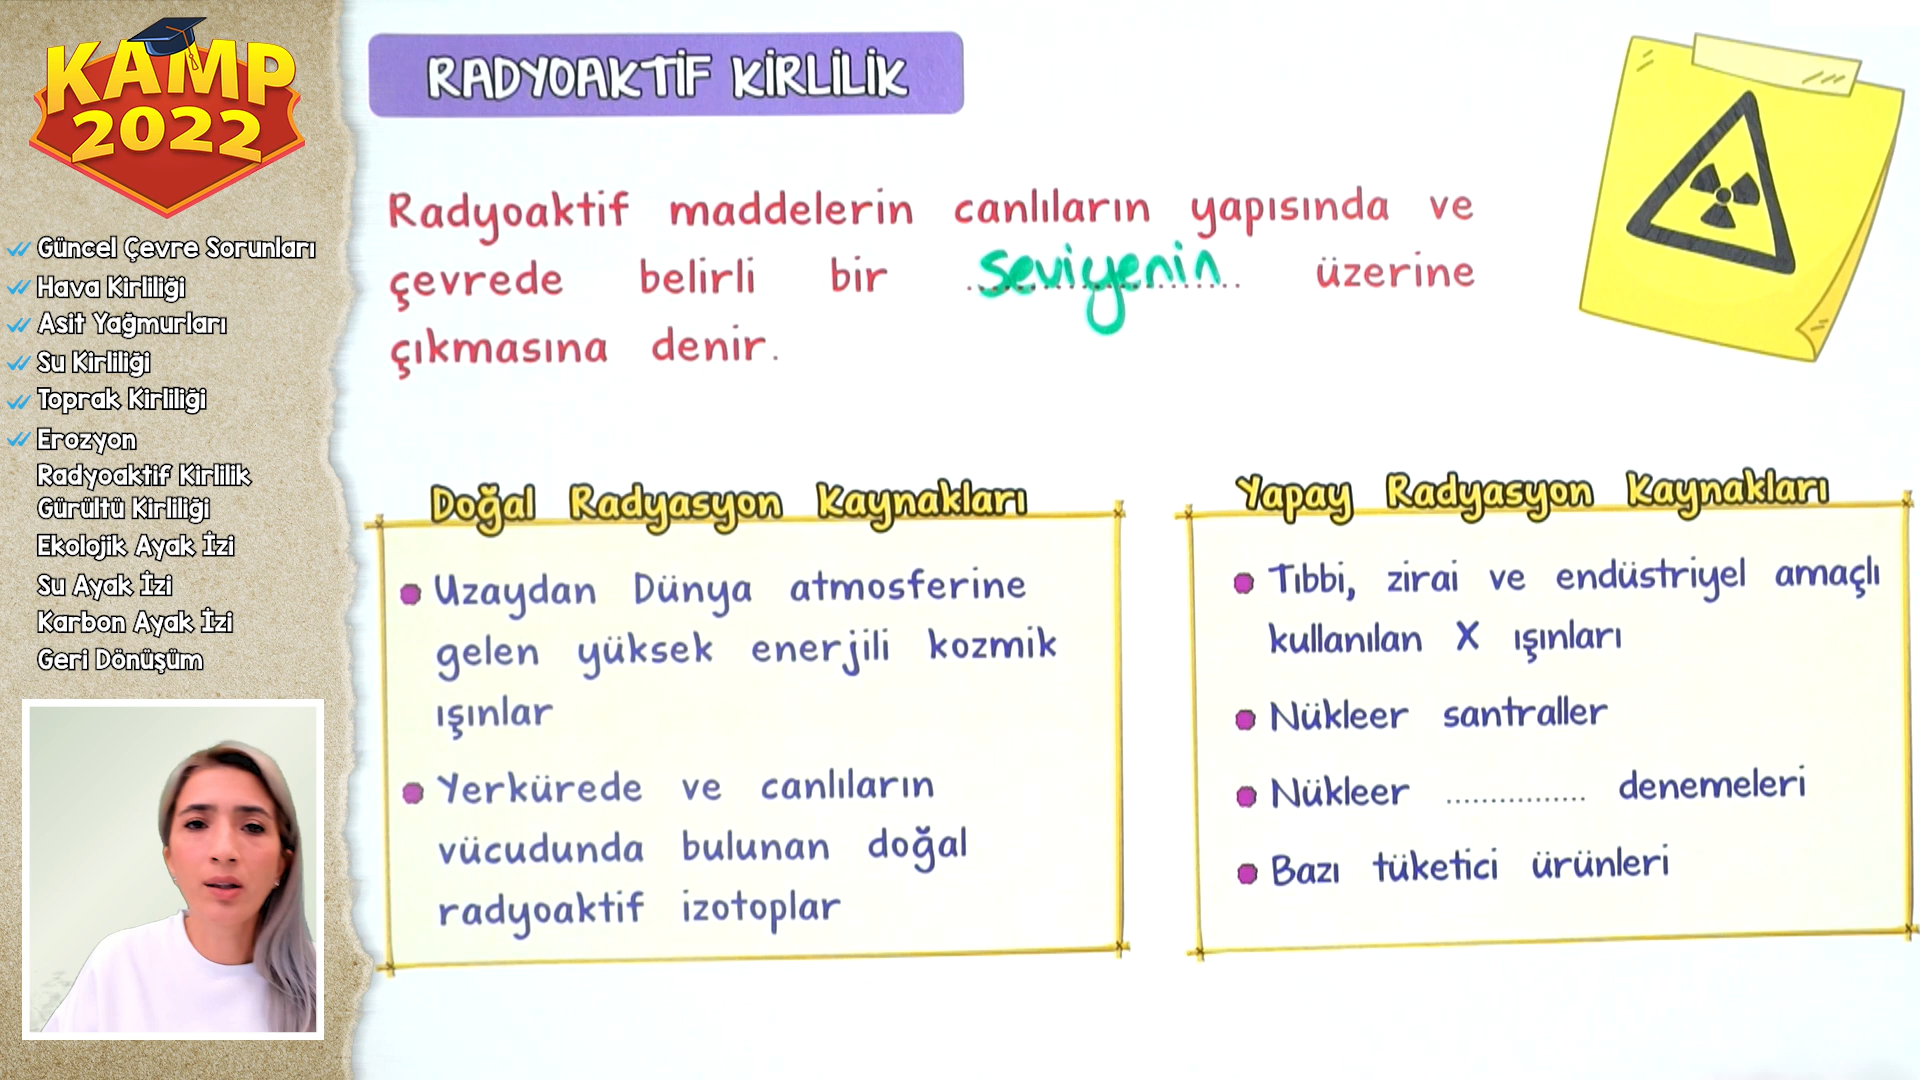 KAMP
2022
Güncel Çevre Sorunları
Hava Kirliliği
Asit Yağmurları
Su Kirliliği
Toprak Kirliliği
Erozyon
Radyoaktif Kirlilik
Gürültü Kirliliği
Ekolojik Ayak İzi
Su Ayak İzi
Karbon Ayak İzi
Geri Dönüşüm
RADYOAKTİF KİRLİLİK
Radyoaktif maddelerin canlıların yapısında ve
çevrede belirli bir seviyenin üzerine
çıkmasına denir.
Doğal Radyasyon Kaynakları
Uzaydan Dünya atmosferine
gelen yüksek enerjili kozmik
ışınlar
Yerkürede ve canlıların
vücudunda bulunan doğal
radyoaktif izotoplar
Yapay Radyasyon Kaynakları
Tıbbi, zirai ve endüstriyel amaçlı
kullanılan X ışınları
Nükleer santraller
Nükleer ................ denemeleri
Bazı tüketici ürünleri